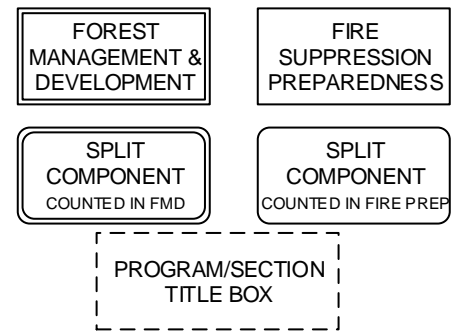 FOREST
MANAGEMENT &
DEVELOPMENT
FIRE
SUPPRESSION
PREPAREDNESS
SPLIT
COMPONENT
COUNTED IN FMD
SPLIT
COMPONENT
COUNTED IN FIRE PREP
PROGRAM/SECTION
TITLE BOX